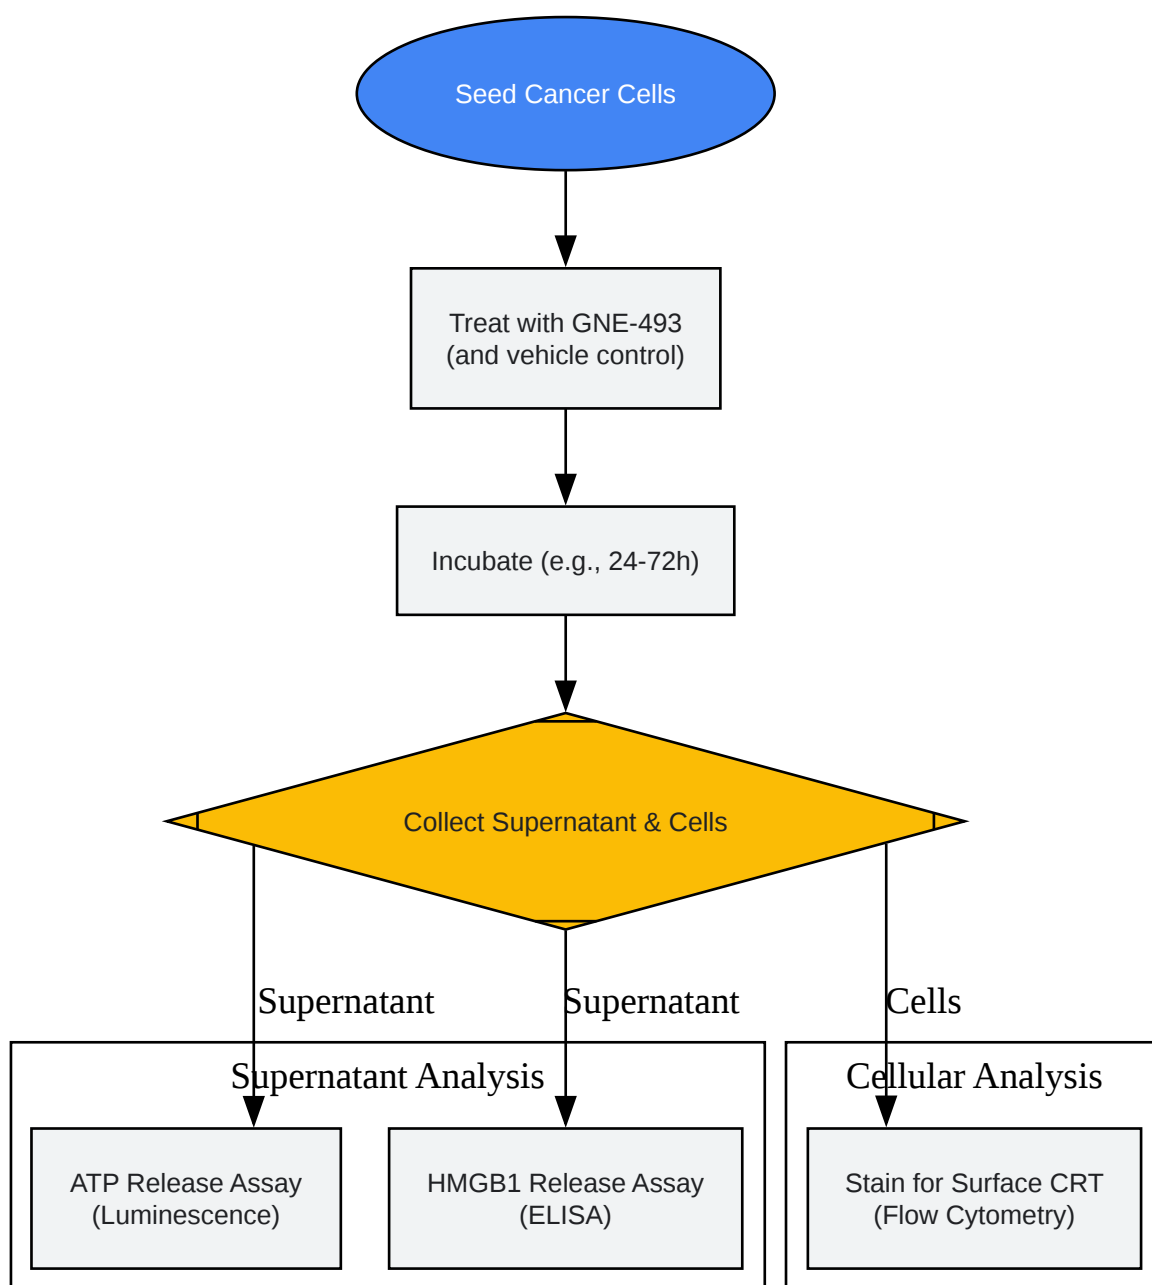 Seed Cancer Cells
Treat with GNE-493
(and vehicle control)
Incubate (e.g., 24-72h)
Collect Supernatant & Cells
Supernatant
Supernatant
Cells
Supernatant Analysis
Cellular Analysis
ATP Release Assay
(Luminescence)
HMGB1 Release Assay
(ELISA)
Stain for Surface CRT
(Flow Cytometry)